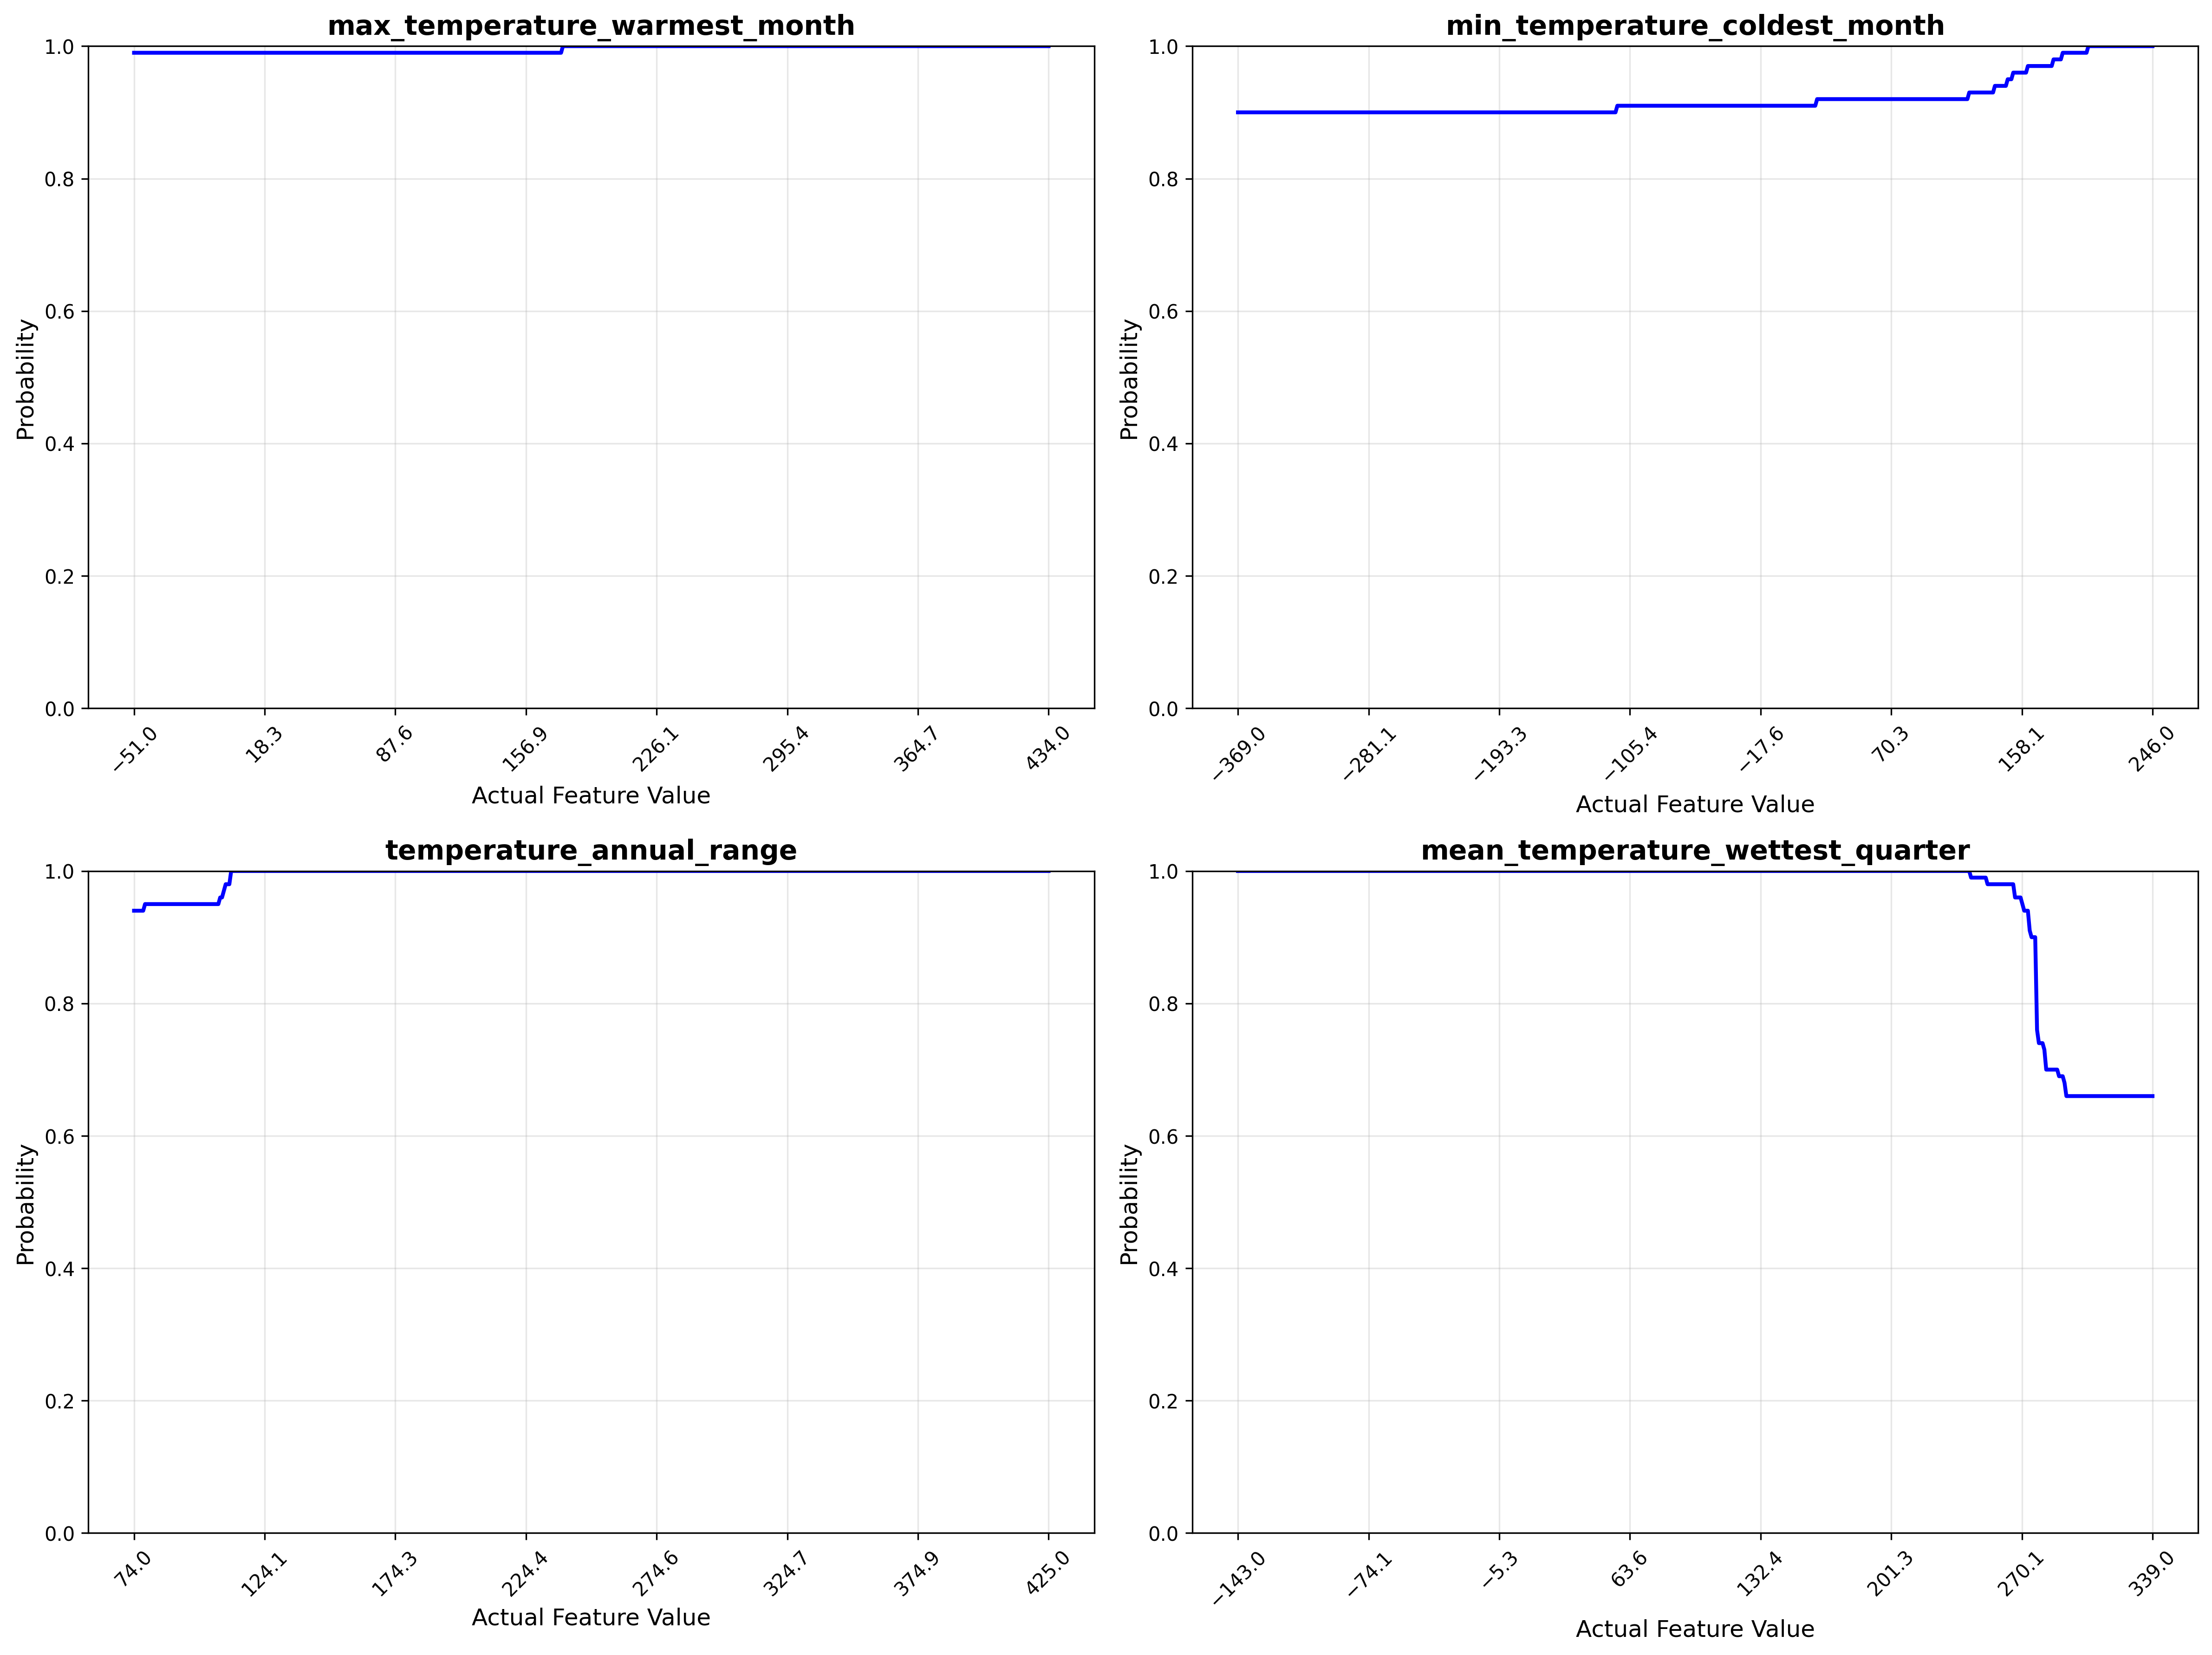 max_temperature_warmest_month
1.0
0.8
0.6
0.4
0.2
0.0
Probability
−51.0 18.3 87.6 156.9 226.1 295.4 364.7 434.0
Actual Feature Value
min_temperature_coldest_month
1.0
0.8
0.6
0.4
0.2
0.0
Probability
−369.0 −281.1 −193.3 −105.4 −17.6 70.3 158.1 246.0
Actual Feature Value
temperature_annual_range
1.0
0.8
0.6
0.4
0.2
0.0
Probability
74.0 124.1 174.3 224.4 274.6 324.7 374.9 425.0
Actual Feature Value
mean_temperature_wettest_quarter
1.0
0.8
0.6
0.4
0.2
0.0
Probability
−143.0 −74.1 −5.3 63.6 132.4 201.3 270.1 339.0
Actual Feature Value